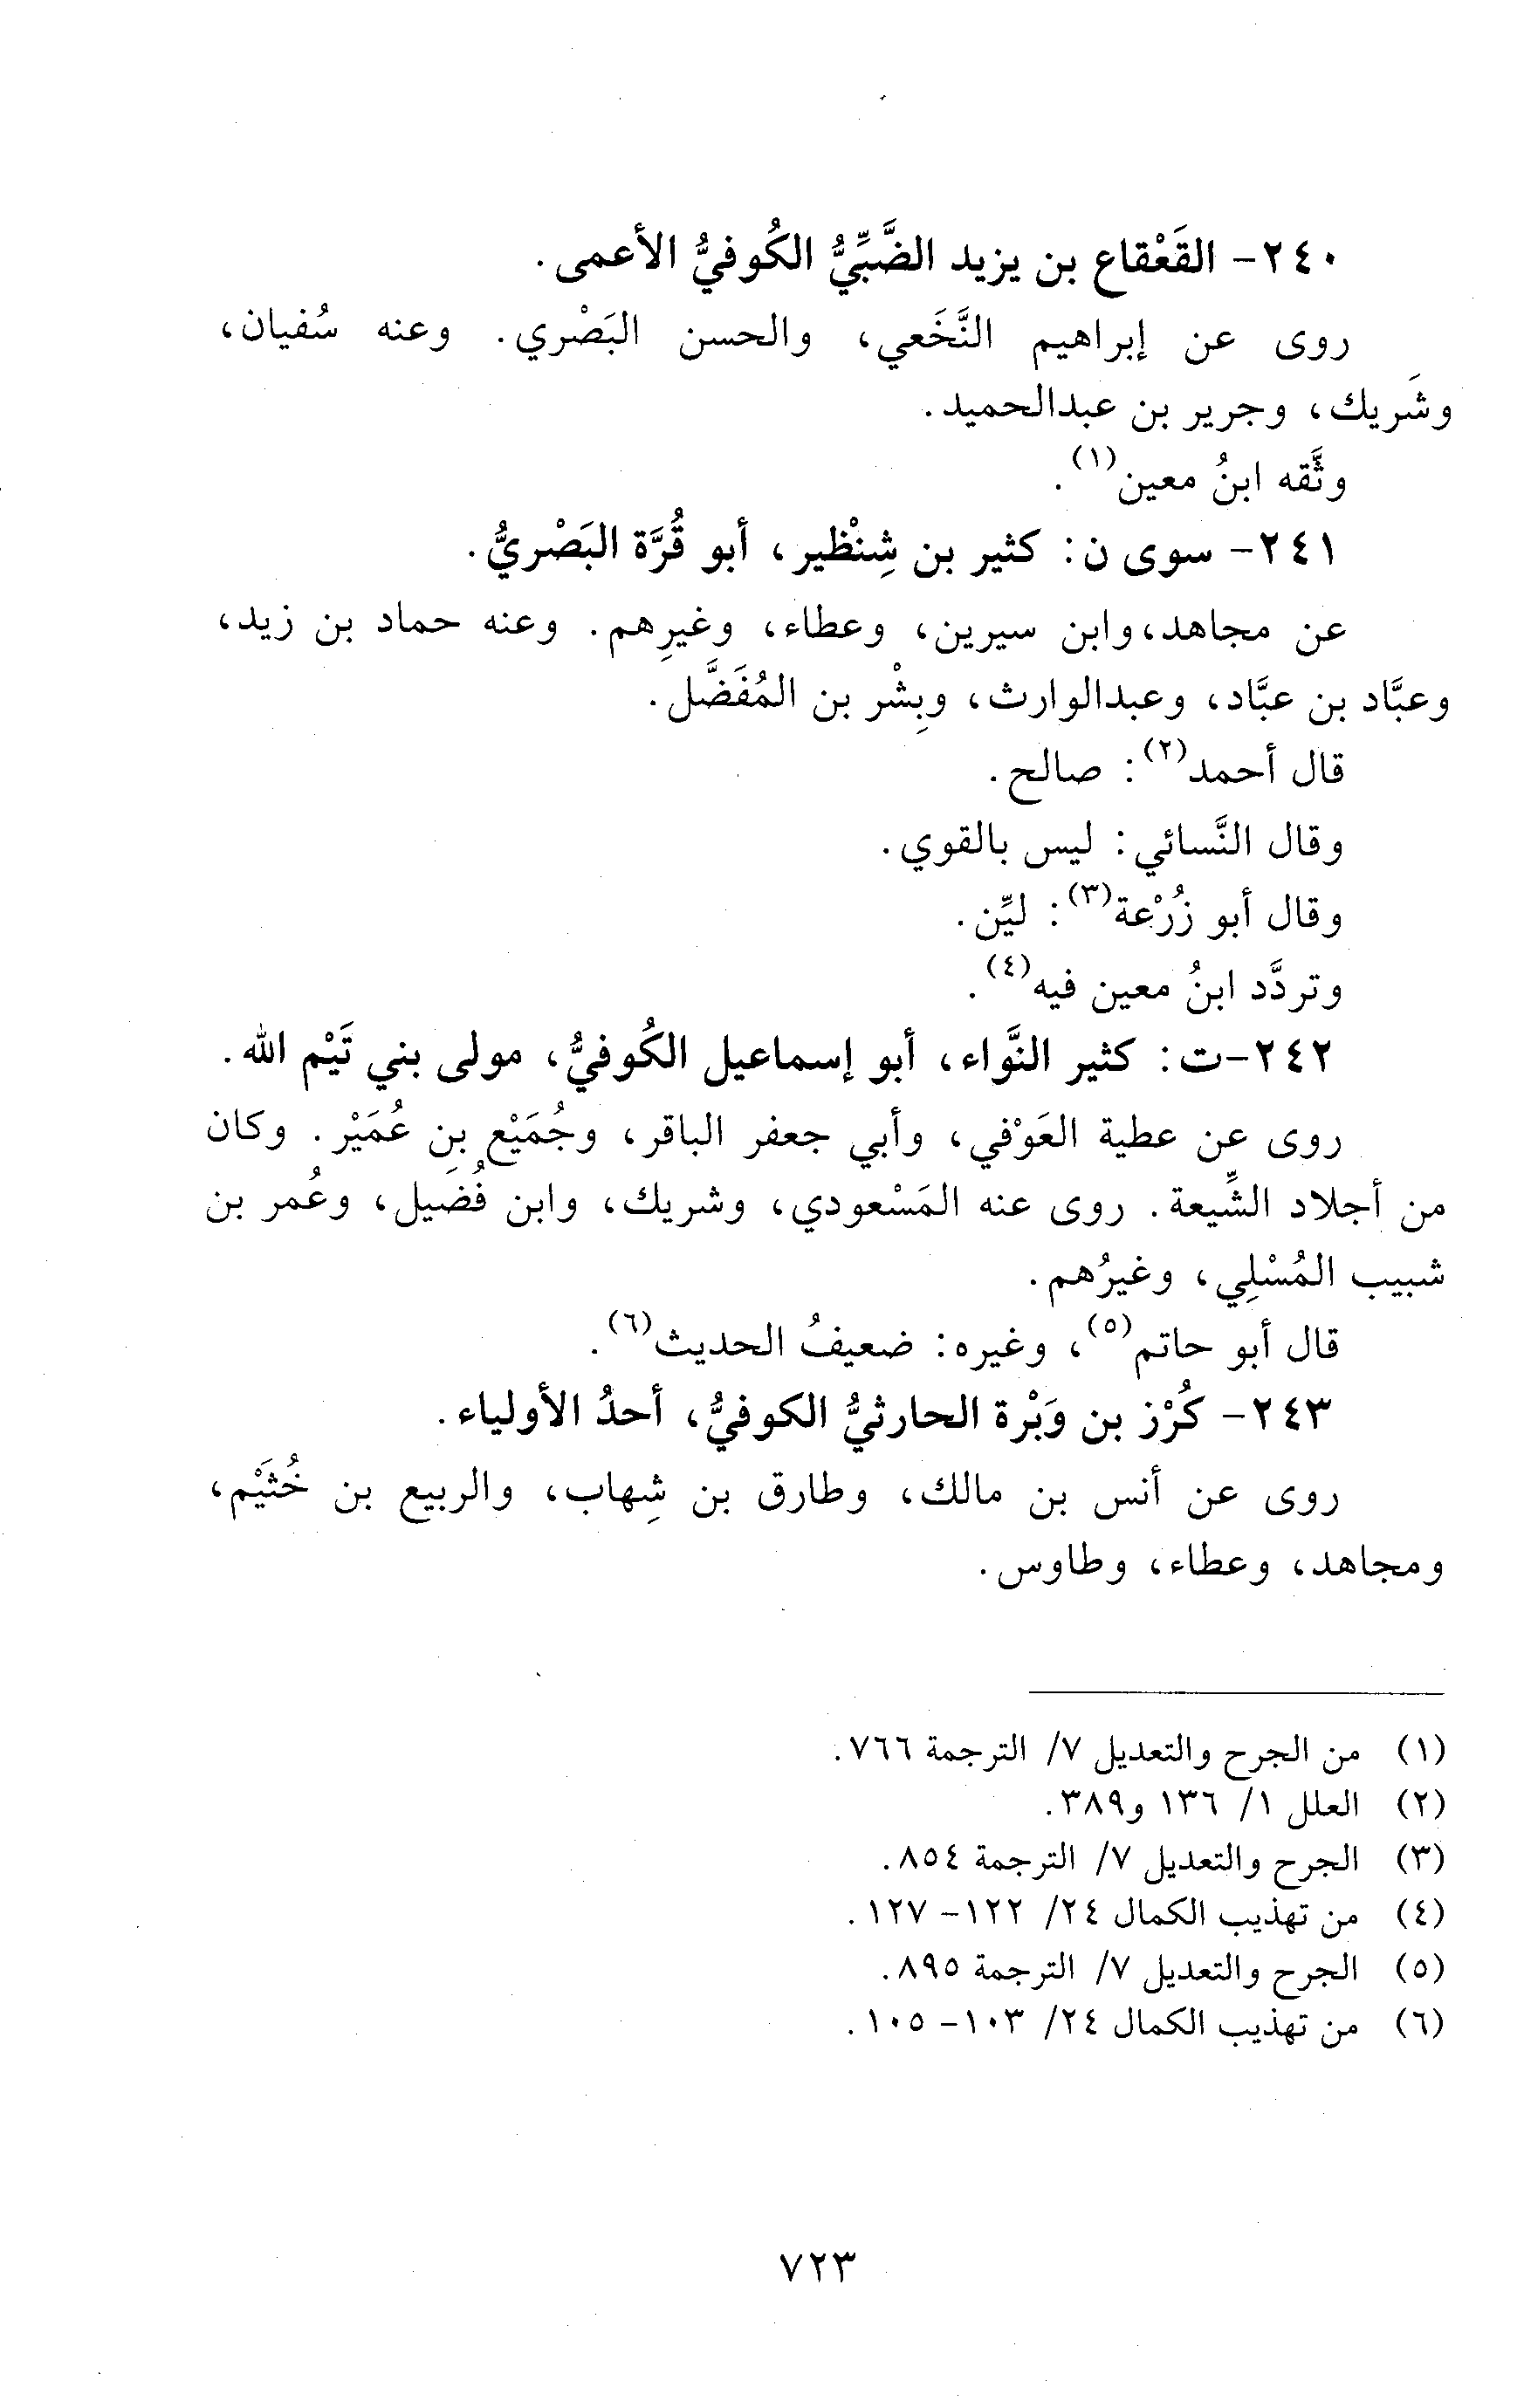 ٢٤٠- القَعْقاع بن يزيد الضَّبِّيُّ الكُوفيُّ الأعمى.
روى عن إبراهيم النَّخَعي، والحسن البَصْري. وعنه سُفيان،
وشَريك، وجرير بن عبدالحميد.
وثَّقه ابنُ معين(١).
٢٤١- سوى ن: كثير بن شِنْظير، أبو قُرَّة البَصْريُّ.
عن مجاهد،وابن سيرين، وعطاء، وغيرِهم. وعنه حماد بن زيد،
وعبَّاد بن عبَّاد، وعبدالوارث، وبِشْر بن المُفَضَّل.
قال أحمد(٢): صالح.
وقال النَّسائي: ليس بالقوي.
وقال أبو زُرْعة(٣): ليِّن.
وتردَّد ابنُ معين فيه(٤).
٢٤٢-ت: كثير النَّواء، أبو إسماعيل الكُوفيُّ، مولى بني تَيْم الله.
روى عن عطية العَوْفي، وأبي جعفر الباقر، وجُمَيْع بن عُمَيْر. وكان
من أجلاد الشِّيعة. روى عنه المَسْعودي، وشريك، وابن فُضَيل، وعُمر بن
شبيب المُسْلِي، وغيرُهم.
قال أبو حاتم(٥)، وغيره: ضعيفُ الحديث(٦).
٢٤٣- كُرْز بن وَبْرة الحارثيُّ الكوفيُّ، أحدُ الأولياء.
روى عن أنس بن مالك، وطارق بن شِهاب، والربيع بن خُثَيْم،
ومجاهد، وعطاء، وطاوس.
(١) من الجرح والتعديل ٧/ الترجمة ٧٦٦.
(٢) العلل ١/ ١٣٦ و٣٨٩.
(٣) الجرح والتعديل ٧/ الترجمة ٨٥٤.
(٤) من تهذيب الكمال ٢٤/ ١٢٢- ١٢٧.
(٥) الجرح والتعديل ٧/ الترجمة ٨٩٥.
(٦) من تهذيب الكمال ٢٤/ ١٠٣- ١٠٥.
٧٢٣